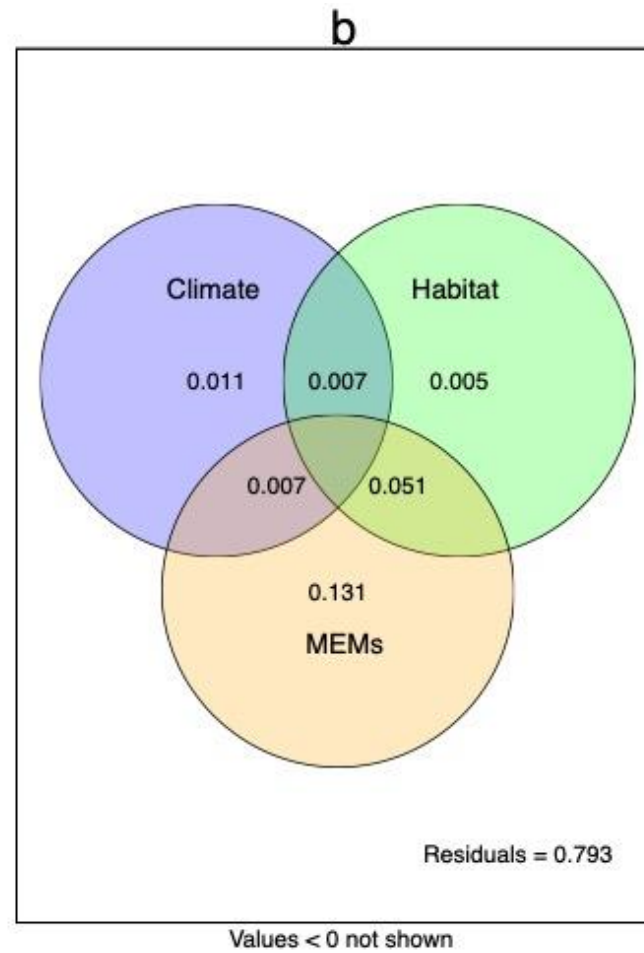 b
Climate
Habitat
0.011
0.007
0.005
0.007
0.051
0.131
MEMs
Residuals = 0.793
Values < 0 not shown